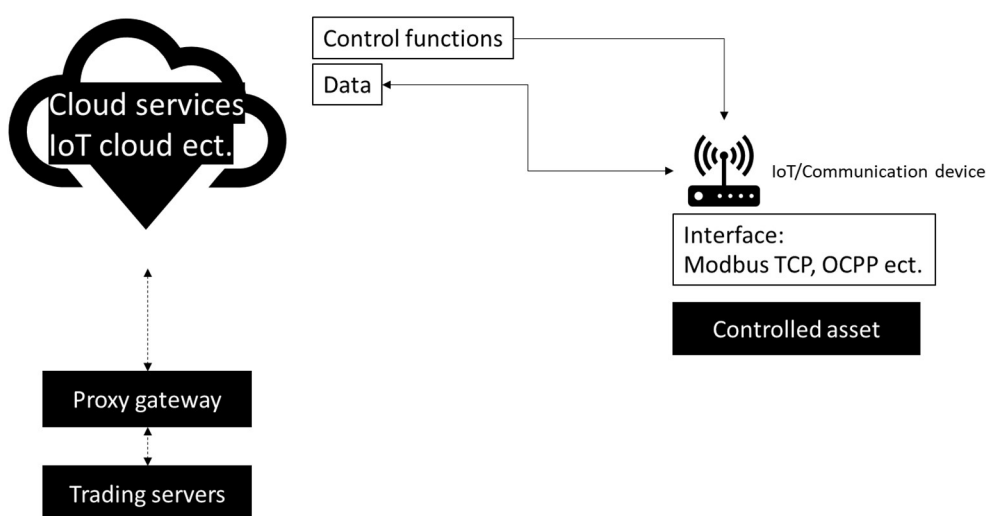 Control functions
Cloud services
IoT cloud ect.
Data
IoT/Communication device
Interface:
Modbus TCP, OCPP ect.
Controlled asset
Proxy gateway
Trading servers